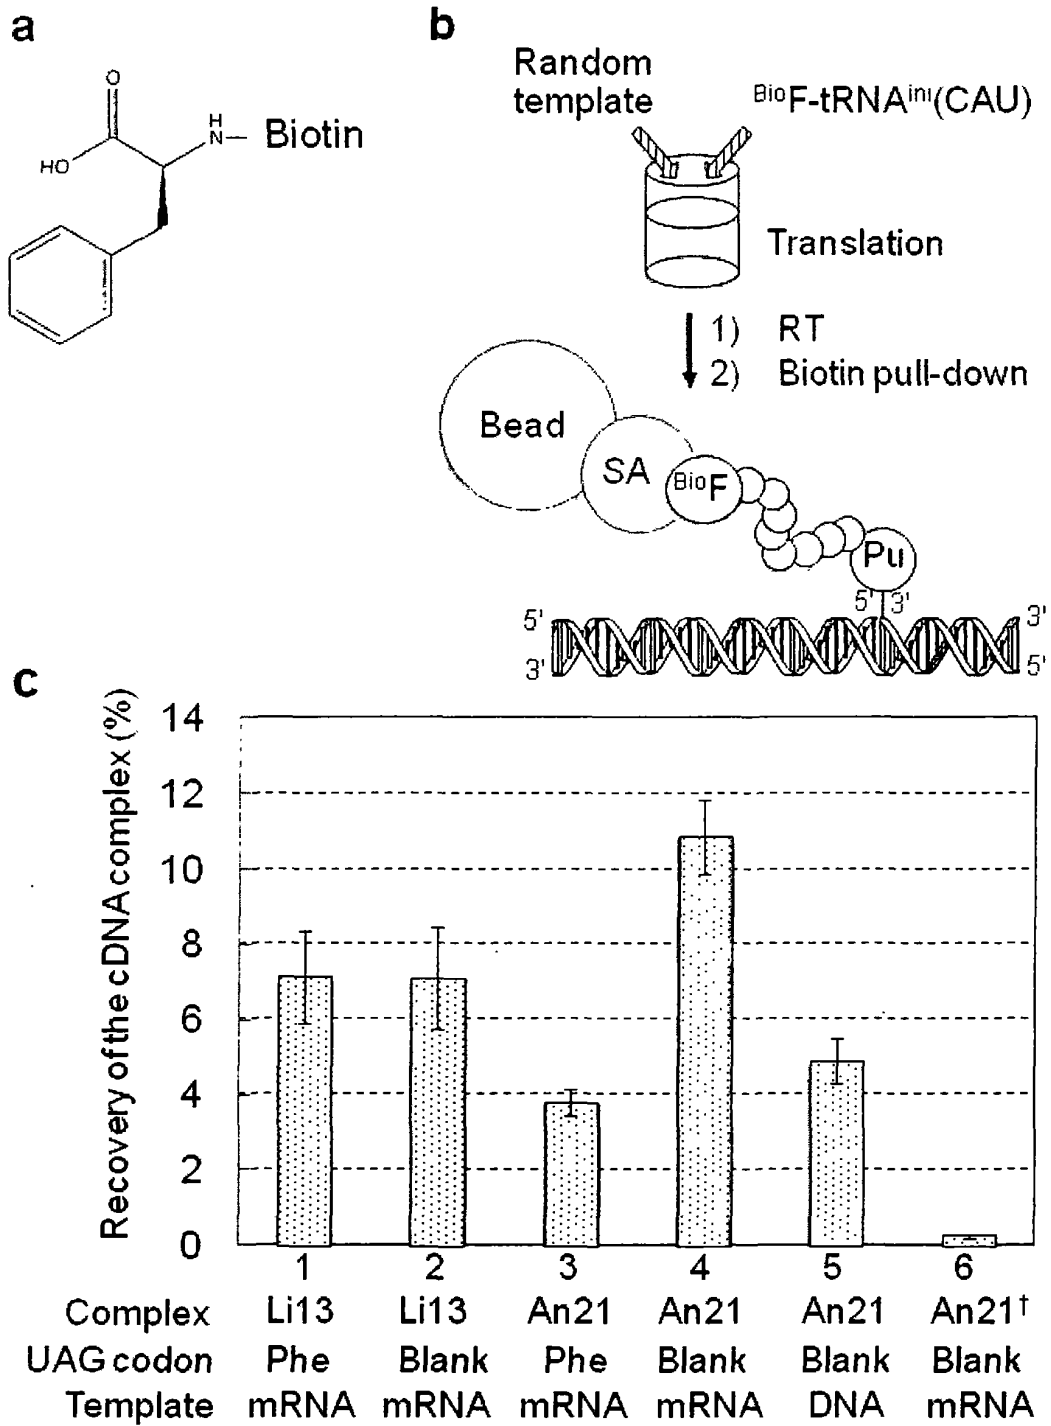 a
O
HO
H
N
Biotin
b
Random
template
BioF-tRNAini(CAU)
Translation
1) RT
2) Biotin pull-down
Bead
SA
BioF
Pu
5' 3'
5' 3'
3' 5'
c
Recovery of the cDNA complex (%)
14
12
10
8
6
4
2
0
1 2 3 4 5 6
Complex Li13 Li13 An21 An21 An21 An21†
UAG codon Phe Blank Phe Blank Blank Blank
Template mRNA mRNA mRNA mRNA DNA mRNA